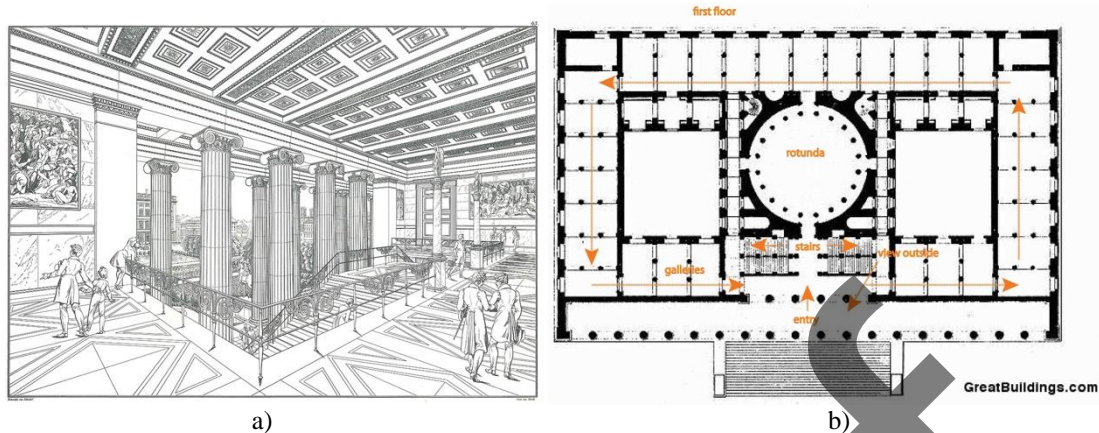 first floor
rotunda
stairs
view outside
galleries
entry
GreatBuildings.com
a)
b)